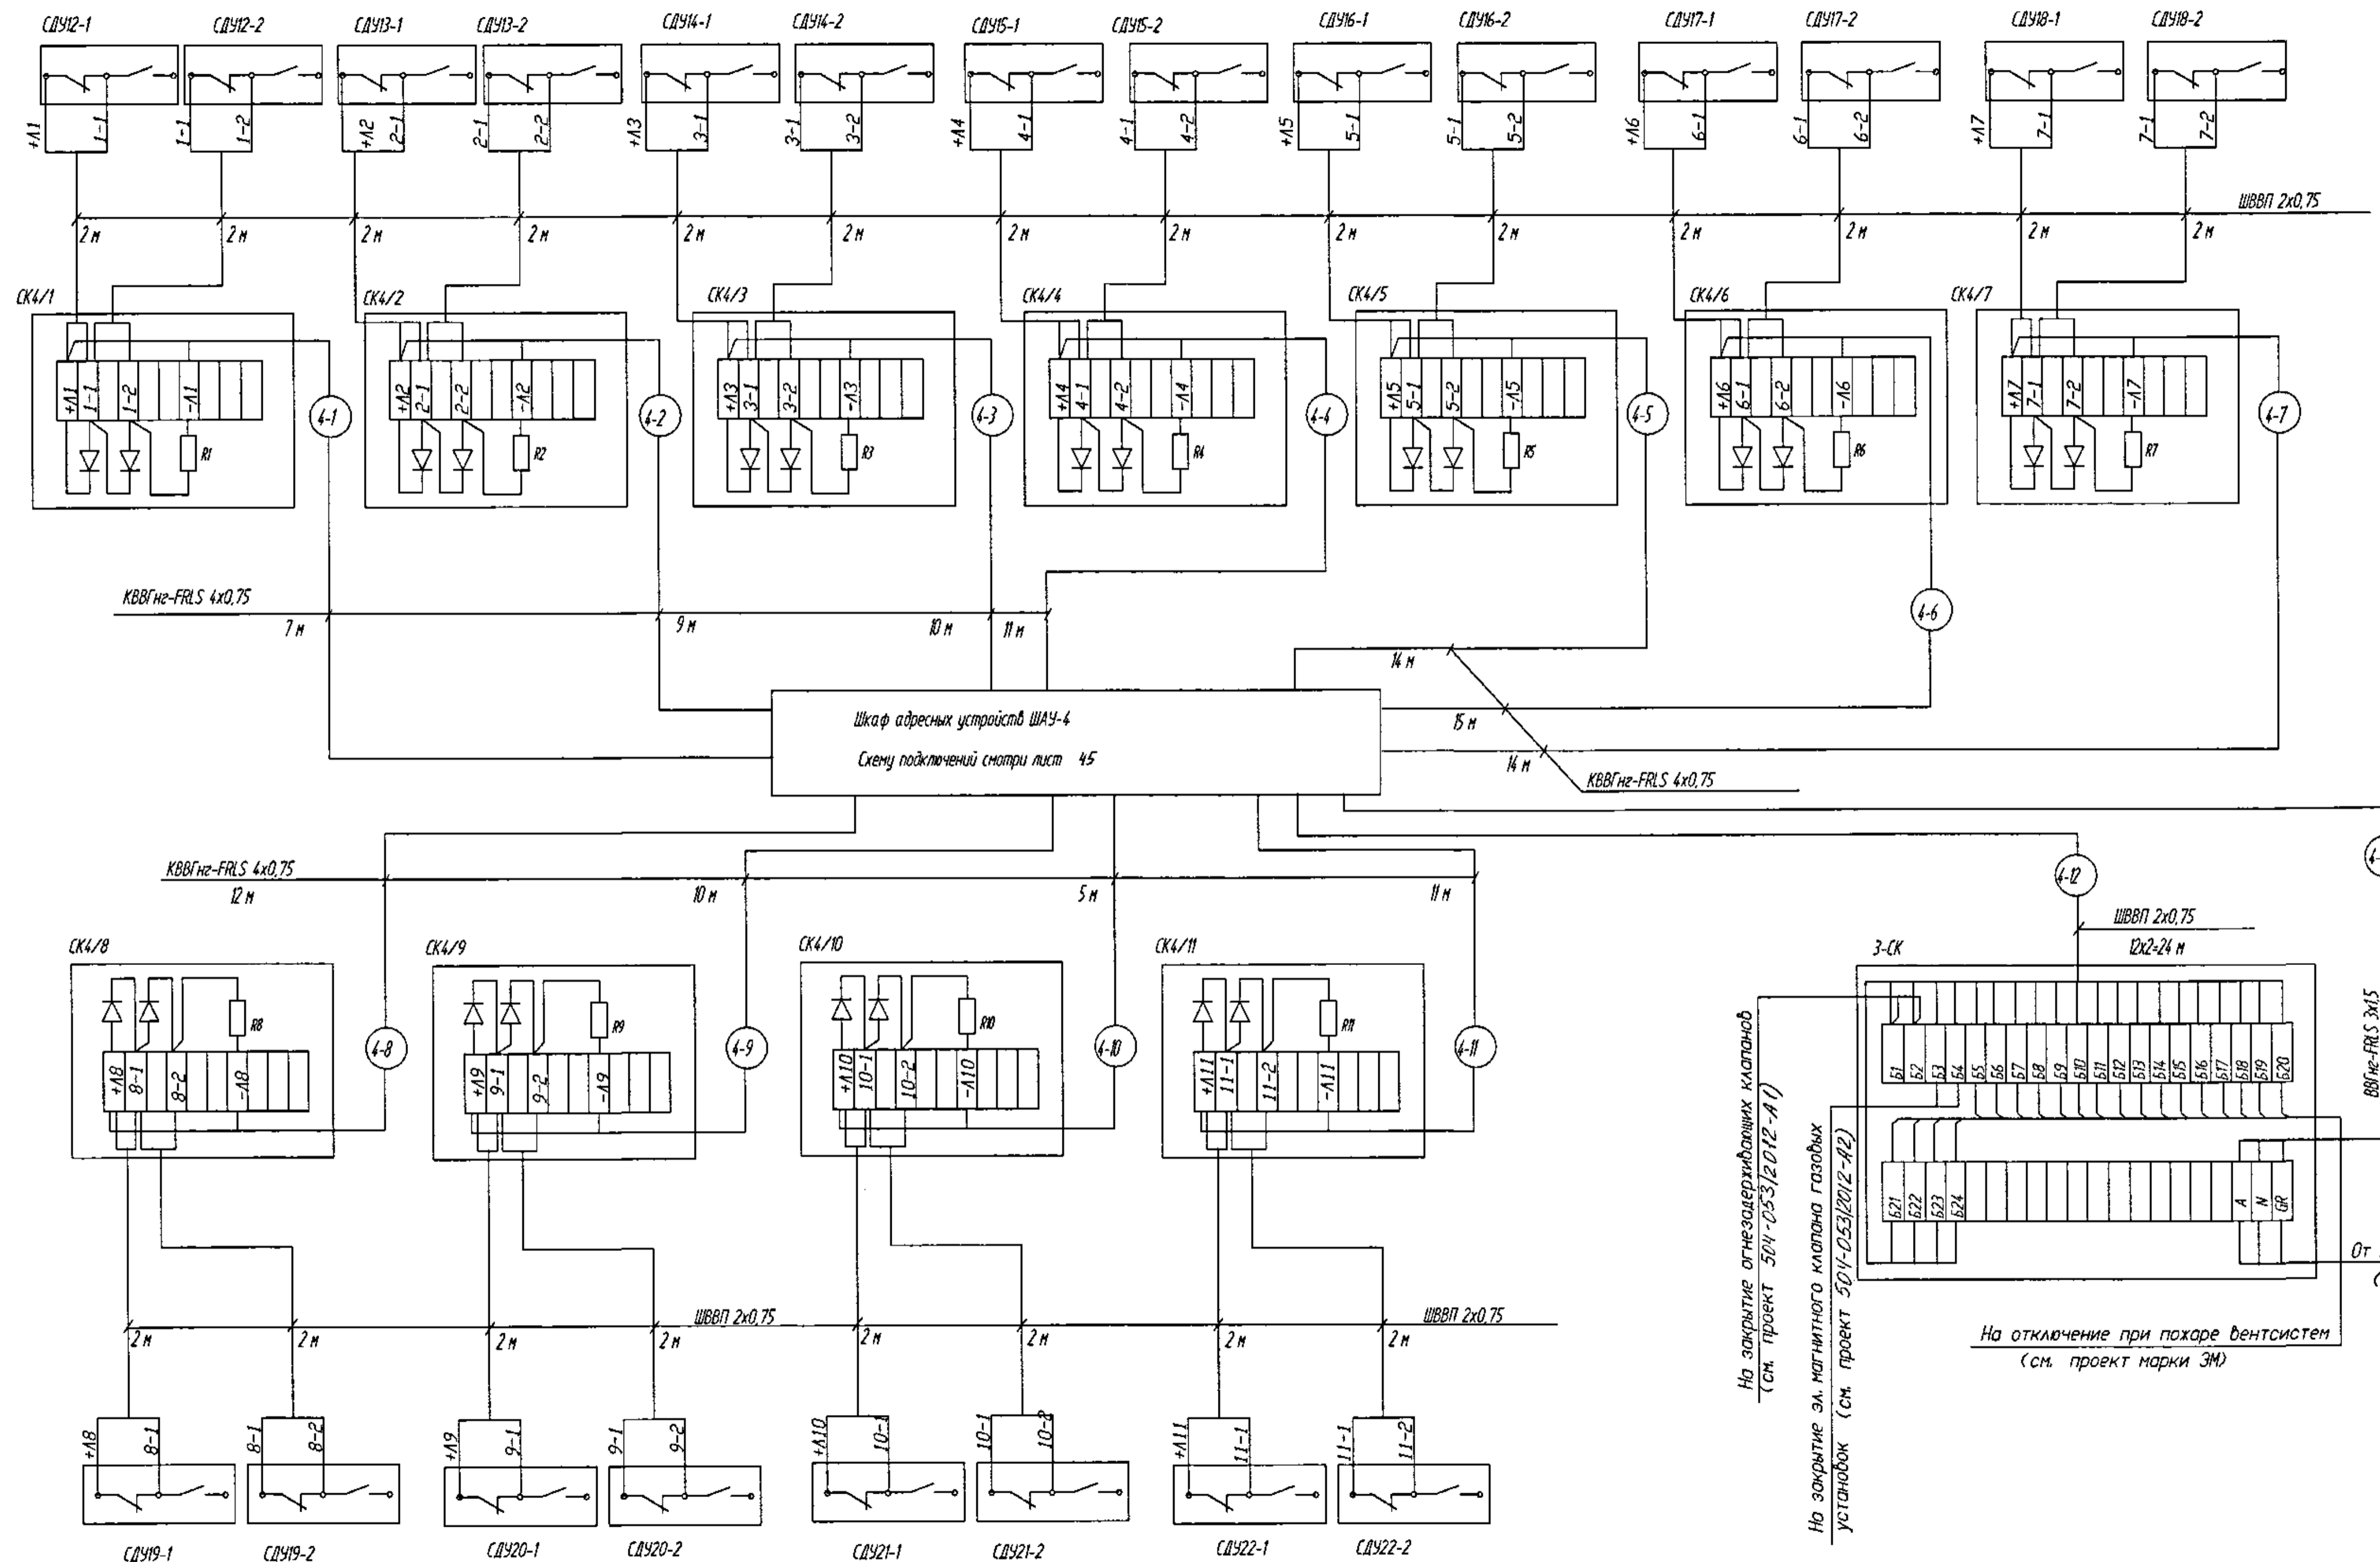 СДУ12-1 СДУ12-2 СДУ13-1 СДУ13-2 СДУ14-1 СДУ14-2 СДУ15-1 СДУ15-2 СДУ16-1 СДУ16-2 СДУ17-1 СДУ17-2 СДУ18-1 СДУ18-2
+Л1 1-1 1-1 1-2 +Л2 2-1 2-1 2-2 +Л3 3-1 3-1 3-2 +Л4 4-1 4-1 4-2 +Л5 5-1 5-1 5-2 +Л6 6-1 6-1 6-2 +Л7 7-1 7-1 7-2
ШВВП 2х0,75
2 м 2 м 2 м 2 м 2 м 2 м 2 м 2 м 2 м 2 м 2 м 2 м 2 м 2 м
СК4/1 СК4/2 СК4/3 СК4/4 СК4/5 СК4/6 СК4/7
+Л1 1-1 1-2 -Л1 +Л2 2-1 2-2 -Л2 +Л3 3-1 3-2 -Л3 +Л4 4-1 4-2 -Л4 +Л5 5-1 5-2 -Л5 +Л6 6-1 6-2 -Л6 +Л7 7-1 7-2 -Л7
4-1 4-2 4-3 4-4 4-5 4-7
R1 R2 R3 R4 R5 R6 R7
КВВГнг-FRLS 4х0,75
4-6
7 м 9 м 10 м 11 м
14 м
15 м
14 м
КВВГнг-FRLS 4х0,75
Шкаф адресных устройств ШАУ-4
Схему подключений смотри лист 45
КВВГнг-FRLS 4х0,75
12 м 10 м 5 м 11 м
4-12
ШВВП 2х0,75
12х2=24 м
СК4/8 СК4/9 СК4/10 СК4/11
3-СК
R8 R9 R10 R11
4-8 4-9 4-10 4-11
+Л8 8-1 8-2 -Л8 +Л9 9-1 9-2 -Л9 +Л10 10-1 10-2 -Л10 +Л11 11-1 11-2 -Л11
Б1 Б2 Б3 Б4 Б5 Б6 Б7 Б8 Б9 Б10 Б11 Б12 Б13 Б14 Б15 Б16 Б17 Б18 Б19 Б20
Б21 Б22 Б23 Б24 А N GR
ВВГнг-FRLS 3х1,5
От
На закрытие огнезадерживающих клапанов
(см. проект 504-053/2012-А1)
На закрытие эл. магнитного клапана газовых
установок (см. проект 504-053/2012-А2)
На отключение при пожаре вентсистем
(см. проект марки ЭМ)
ШВВП 2х0,75 ШВВП 2х0,75
2 м 2 м 2 м 2 м 2 м 2 м 2 м 2 м
+Л8 8-1 8-1 8-2 +Л9 9-1 9-1 9-2 +Л10 10-1 10-1 10-2 +Л11 11-1 11-1 11-2
СДУ19-1 СДУ19-2 СДУ20-1 СДУ20-2 СДУ21-1 СДУ21-2 СДУ22-1 СДУ22-2